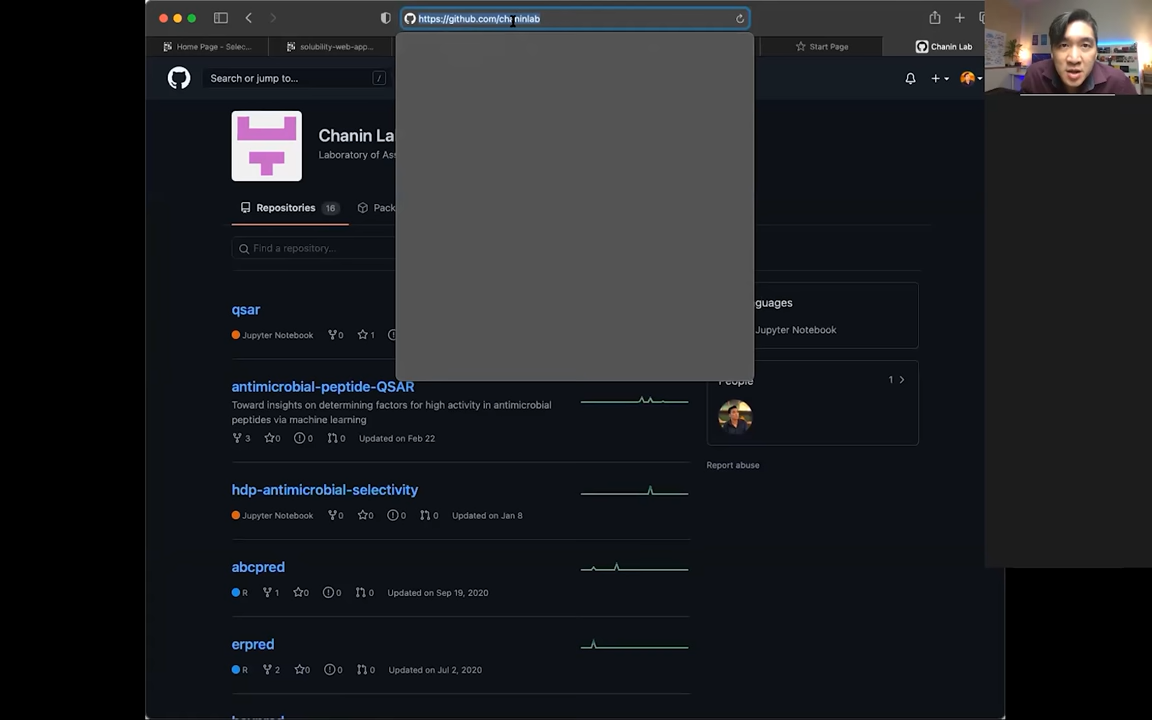 https://github.com/chaninlab
Home Page - Selec...
solubility-web-app...
Start Page
Chanin Lab
Search or jump to...
/
Chanin La
Laboratory of Ass
Repositories 16
Pack
Find a repository...
qsar
Jupyter Notebook 0 1
guages
Jupyter Notebook
antimicrobial-peptide-QSAR
Toward insights on determining factors for high activity in antimicrobial
peptides via machine learning
3 0 0 0 Updated on Feb 22
People 1
Report abuse
hdp-antimicrobial-selectivity
Jupyter Notebook 0 0 0 0 Updated on Jan 8
abcpred
R 1 0 0 0 Updated on Sep 19, 2020
erpred
R 2 0 0 0 Updated on Jul 2, 2020